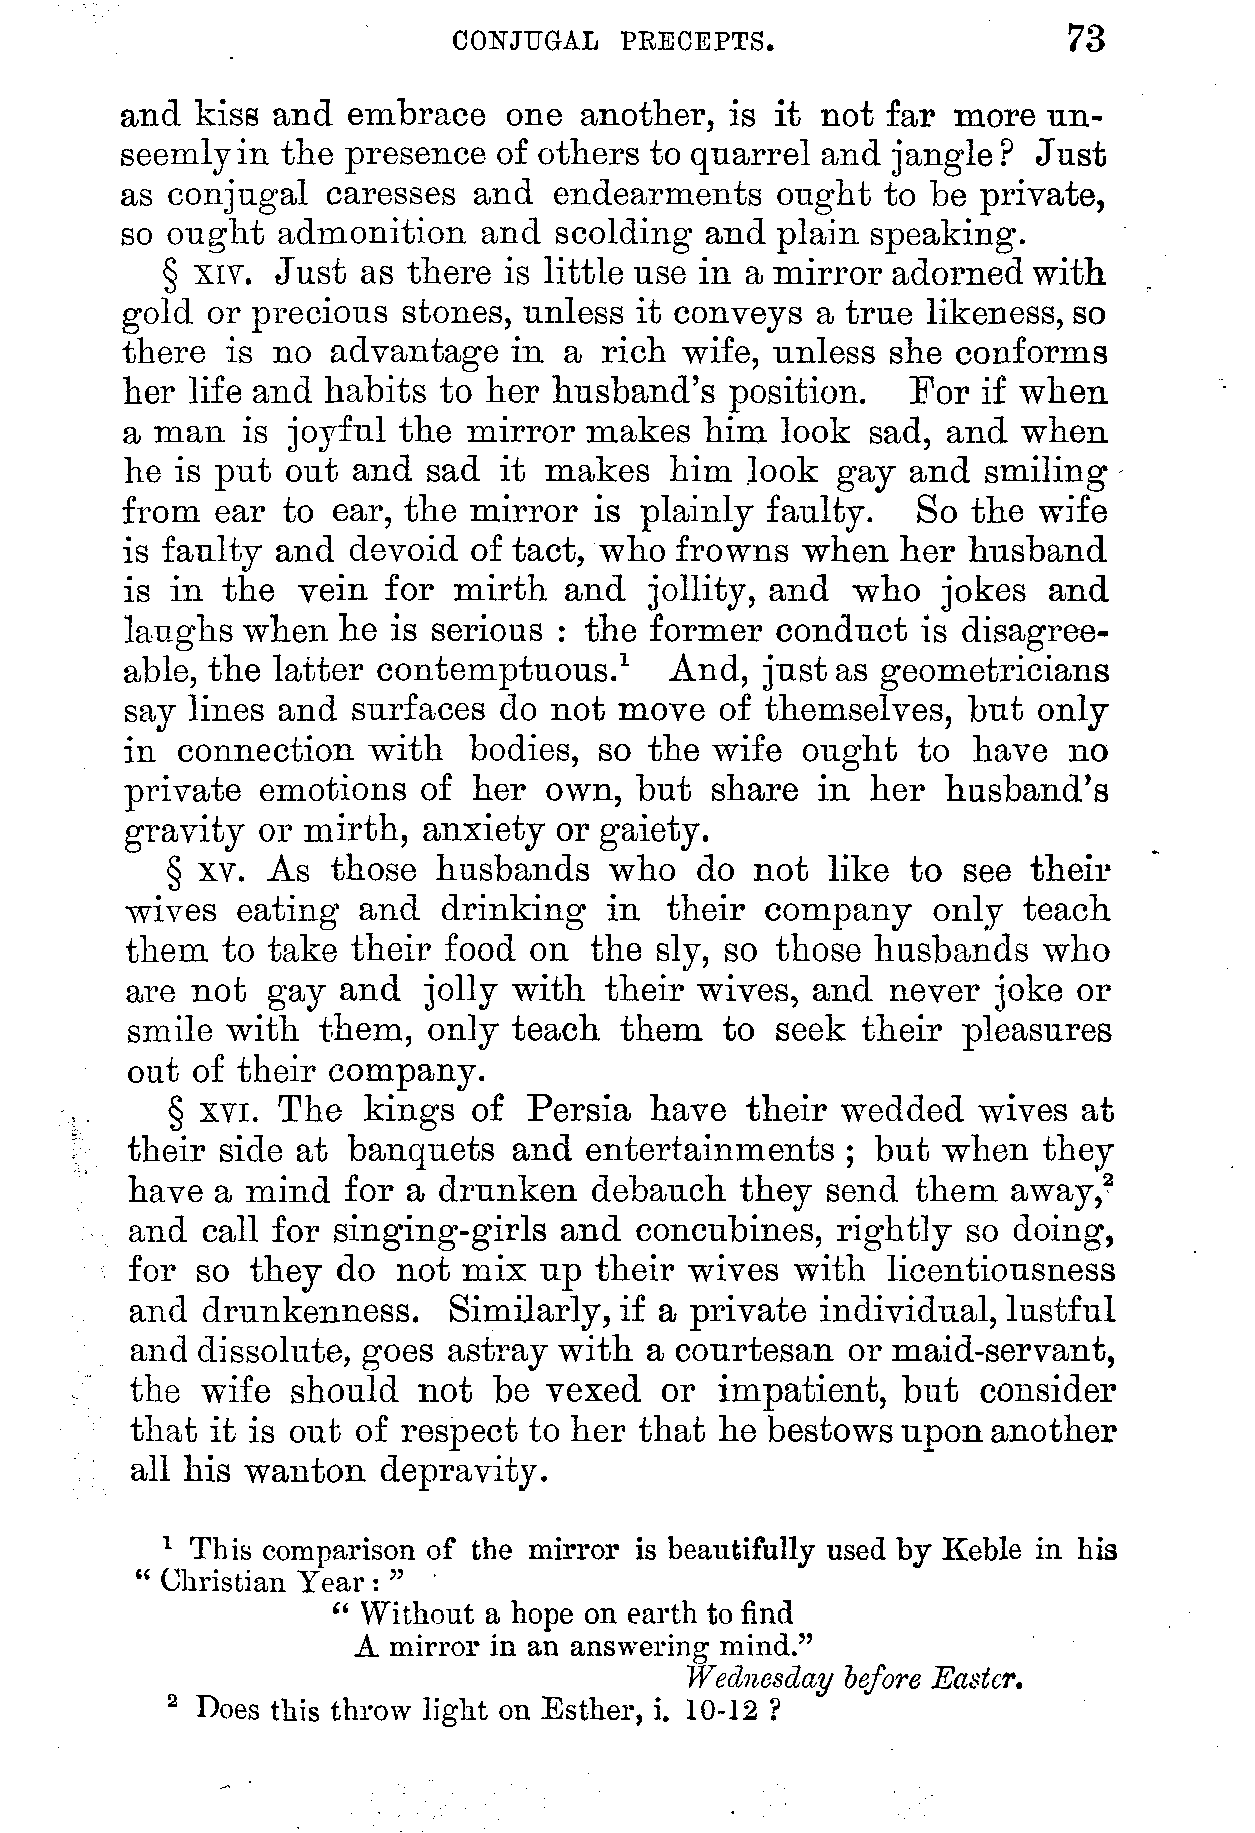 CONJUGAL PRECEPTS. 73
and kiss and embrace one another, is it not far more un-
seemly in the presence of others to quarrel and jangle? Just
as conjugal caresses and endearments ought to be private,
so ought admonition and scolding and plain speaking.
§ XIV. Just as there is little use in a mirror adorned with
gold or precious stones, unless it conveys a true likeness, so
there is no advantage in a rich wife, unless she conforms
her life and habits to her husband's position. For if when
a man is joyful the mirror makes him look sad, and when
he is put out and sad it makes him look gay and smiling
from ear to ear, the mirror is plainly faulty. So the wife
is faulty and devoid of tact, who frowns when her husband
is in the vein for mirth and jollity, and who jokes and
laughs when he is serious : the former conduct is disagree-
able, the latter contemptuous.¹ And, just as geometricians
say lines and surfaces do not move of themselves, but only
in connection with bodies, so the wife ought to have no
private emotions of her own, but share in her husband's
gravity or mirth, anxiety or gaiety.
§ XV. As those husbands who do not like to see their
wives eating and drinking in their company only teach
them to take their food on the sly, so those husbands who
are not gay and jolly with their wives, and never joke or
smile with them, only teach them to seek their pleasures
out of their company.
§ XVI. The kings of Persia have their wedded wives at
their side at banquets and entertainments ; but when they
have a mind for a drunken debauch they send them away,²
and call for singing-girls and concubines, rightly so doing,
for so they do not mix up their wives with licentiousness
and drunkenness. Similarly, if a private individual, lustful
and dissolute, goes astray with a courtesan or maid-servant,
the wife should not be vexed or impatient, but consider
that it is out of respect to her that he bestows upon another
all his wanton depravity.
¹ This comparison of the mirror is beautifully used by Keble in his
“ Christian Year : ”
“ Without a hope on earth to find
A mirror in an answering mind.”
Wednesday before Easter.
² Does this throw light on Esther, i. 10-12 ?